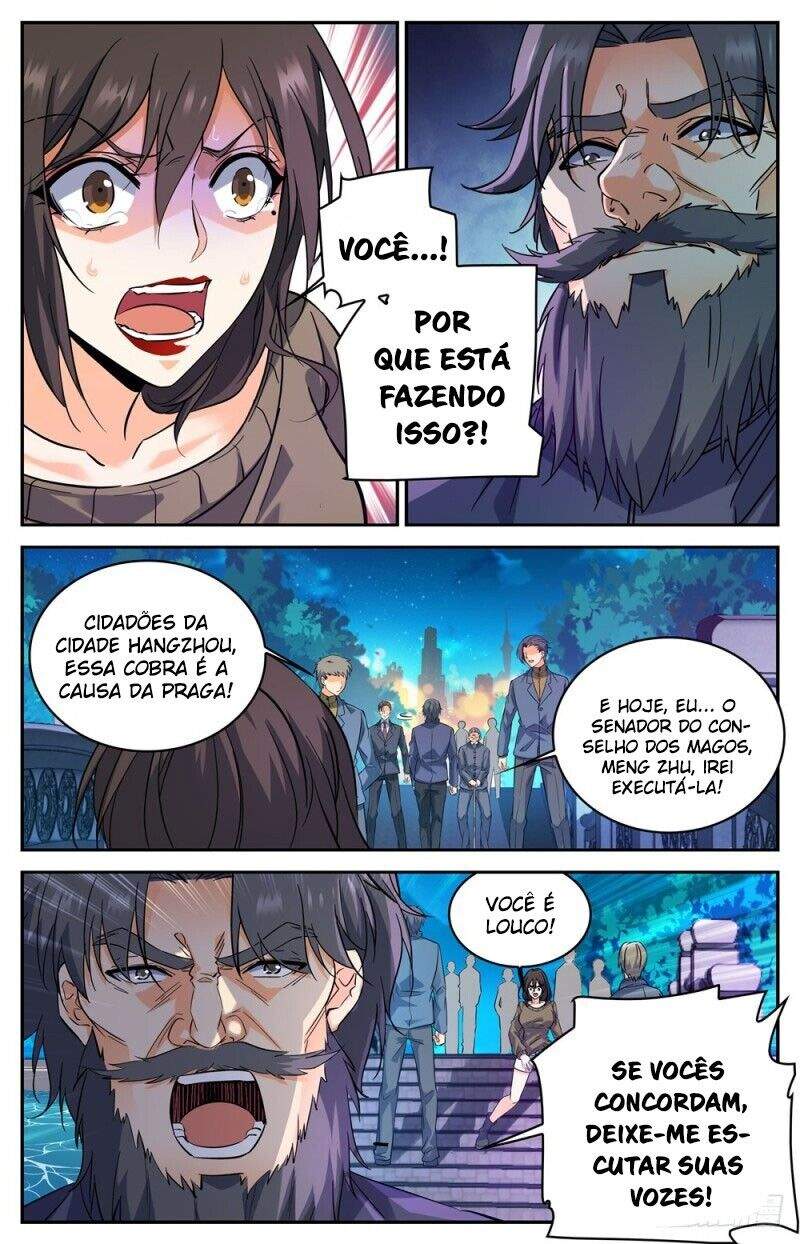 VOCÊ...!
POR
QUE ESTÁ
FAZENDO
ISSO?!
CIDADÕES DA
CIDADE HANGZHOU,
ESSA COBRA É A
CAUSA DA PRAGA!
E HOJE, EU... O
SENADOR DO CON-
SELHO DOS MAGOS,
MENG ZHU, IREI
EXECUTÁ-LA!
VOCÊ É
LOUCO!
SE VOCÊS
CONCORDAM,
DEIXE-ME ES-
CUTAR SUAS
VOZES!